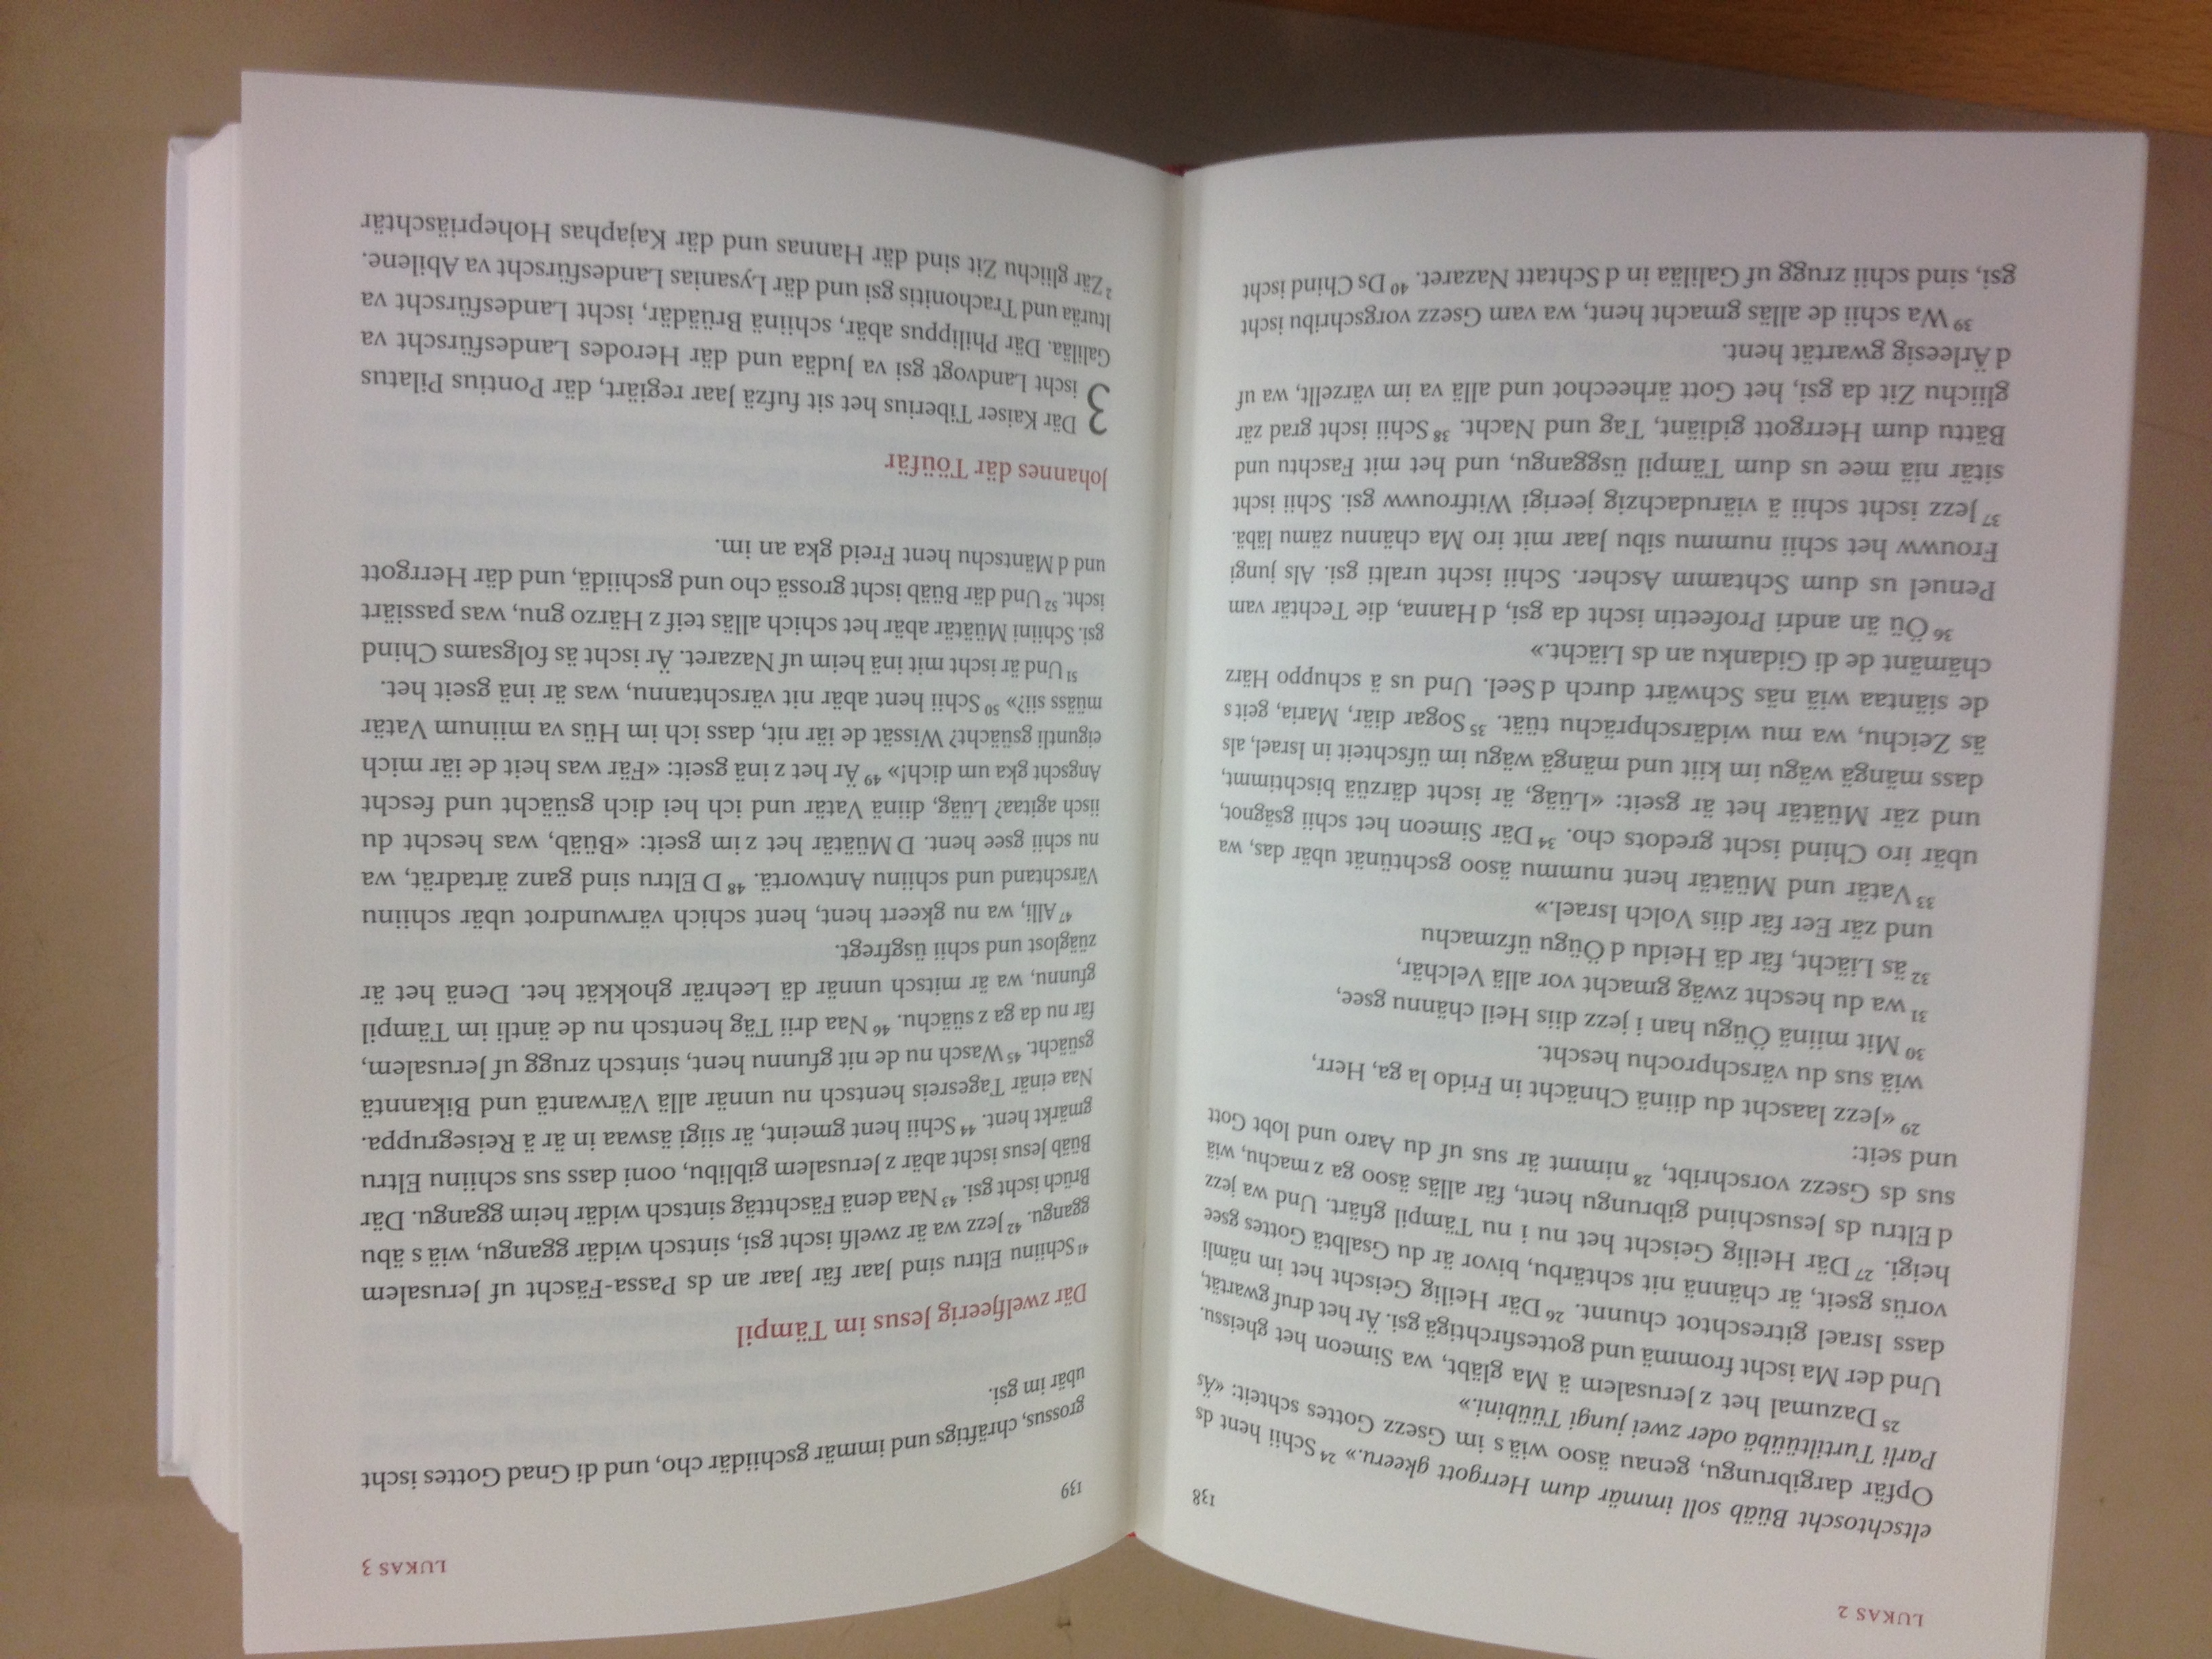 LUKAS 2
138
eltschtoscht Büäb soll immär dum Herrgott gkeeru.» 24 Schii hent ds
Opfär dargibrungu, genau äsoo wiä s im Gsezz Gottes schteit: «Äs
Parli Turtiltüübä oder zwei jungi Tüübini.»
25 Dazumal het z Jerusalem ä Ma gläbt, wa Simeon het gheissu.
Und der Ma ischt frommä und gottesfirchtigä gsi. Är het druf gwartät,
dass Israel gitreschtot chunnt. 26 Där Heilig Geischt het im nämli
vorüs gseit, är chännä nit schtärbu, bivor är du Gsalbtä Gottes gsee
heigi. 27 Där Heilig Geischt het nu i nu Tämpil gfiärt. Und wa jezz
d Eltru ds Jesuschind gibrungu hent, fär alläs äsoo ga z machu, wiä
sus ds Gsezz vorschribt, 28 nimmt är sus uf du Aaro und lobt Gott
und seit:
29 «Jezz laascht du diinä Chnächt in Frido la ga, Herr,
wiä sus du värschprochu hescht.
30 Mit miinä Öügu han i jezz diis Heil chännu gsee,
31 wa du hescht zwäg gmacht vor allä Velchär,
32 äs Liächt, fär dä Heidu d Öügu üfzmachu
und zär Eer fär diis Volch Israel.»
33 Vatär und Müätär hent nummu äsoo gschtünät ubär das, wa
ubär iro Chind ischt gredots cho. 34 Där Simeon het schii gsägnot,
und zär Müätär het är gseit: «Lüäg, är ischt därzüä bischtimmt,
dass mängä wägu im kiit und mängä wägu im üfschteit in Israel, als
äs Zeichu, wa mu widärschprächu tüät. 35 Sogar diär, Maria, geit s
de siäntaa wiä näs Schwärt durch d Seel. Und us ä schuppo Härz
chämänt de di Gidanku an ds Liächt.»
36 Öü än andri Profeetin ischt da gsi, d Hanna, die Techtär vam
Penuel us dum Schtamm Ascher. Schii ischt uralti gsi. Als jungi
Frouww het schii nummu sibu Jaar mit iro Ma chännu zämu läbä.
37 Jezz ischt schii ä viärudachzig jeerigi Witfrouww gsi. Schii ischt
sitär niä mee us dum Tämpil üsggangu, und het mit Faschtu und
Bättu dum Herrgott gidiänt, Tag und Nacht. 38 Schii ischt grad zär
gliichu Zit da gsi, het Gott ärheechot und allä va im värzellt, wa uf
d Ärleesig gwartät hent.
39 Wa schii de alläs gmacht hent, wa vam Gsezz vorgschribu ischt
gsi, sind schii zrugg uf Galiläa in d Schtatt Nazaret. 40 Ds Chind ischt
LUKAS 3
139
grossus, chräftigs und immär gschiidär cho, und di Gnad Gottes ischt
ubär im gsi.
Där zwelfjeerig Jesus im Tämpil
41 Schiinu Eltru sind Jaar fär Jaar an ds Passa-Fäscht uf Jerusalem
ggangu. 42 Jezz wa är zwelfi ischt gsi, sintsch widär ggangu, wiä s äbu
Brüch ischt gsi. 43 Naa denä Fäschttäg sintsch widär heim ggangu. Där
Büäb Jesus ischt abär z Jerusalem giblibu, ooni dass sus schiinu Eltru
gmärkt hent. 44 Schii hent gmeint, är siigi äswaa in är ä Reisegruppa.
Naa einär Tagesreis hentsch nu unnär allä Värwantä und Bikanntä
gsüächt. 45 Wasch nu de nit gfunnu hent, sintsch zrugg uf Jerusalem,
fär nu da ga z süächu. 46 Naa drii Täg hentsch nu de äntli im Tämpil
gfunnu, wa är mitsch unnär dä Leehrär ghokkät het. Denä het är
züäglost und schii üsgfregt.
47 Alli, wa nu gkeert hent, hent schich värwundrot ubär schiinu
Värschtand und schiinu Antwortä. 48 D Eltru sind ganz ärtadrät, wa
nu schii gsee hent. D Müätär het z im gseit: «Büäb, was hescht du
iisch agitaa? Lüäg, diinä Vatär und ich hei dich gsüächt und fescht
Angscht gka um dich!» 49 Är het z inä gseit: «Fär was heit de iär mich
eiguntli gsüächt? Wissät de iär nit, dass ich im Hüs va miinum Vatär
müäss sii?» 50 Schii hent abär nit värschtannu, was är inä gseit het.
51 Und är ischt mit inä heim uf Nazaret. Är ischt äs folgsams Chind
gsi. Schiini Müätär abär het schich alläs teif z Härzo gnu, was passiärt
ischt. 52 Und där Büäb ischt grossä cho und gschiidä, und där Herrgott
und d Mäntschu hent Freid gka an im.
Johannes där Töüfär
3 Där Kaiser Tiberius het sit fufzä Jaar regiärt, där Pontius Pilatus
ischt Landvogt gsi va Judäa und där Herodes Landesfürscht va
Galiläa. Där Philippus abär, schiinä Brüädär, ischt Landesfürscht va
Ituräa und Trachonitis gsi und där Lysanias Landesfürscht va Abilene.
2 Zär gliichu Zit sind där Hannas und där Kajaphas Hohepriäschtär